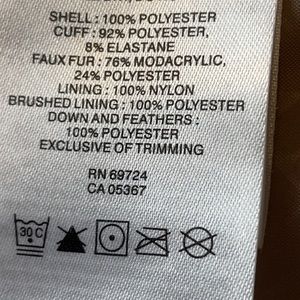 SHELL : 100% POLYESTER
CUFF : 92% POLYESTER,
8% ELASTANE
FAUX FUR : 76% MODACRYLIC,
24% POLYESTER
LINING : 100% NYLON
BRUSHED LINING : 100% POLYESTER
DOWN AND FEATHERS :
100% POLYESTER
EXCLUSIVE OF TRIMMING
RN 69724
CA 05367
30 C